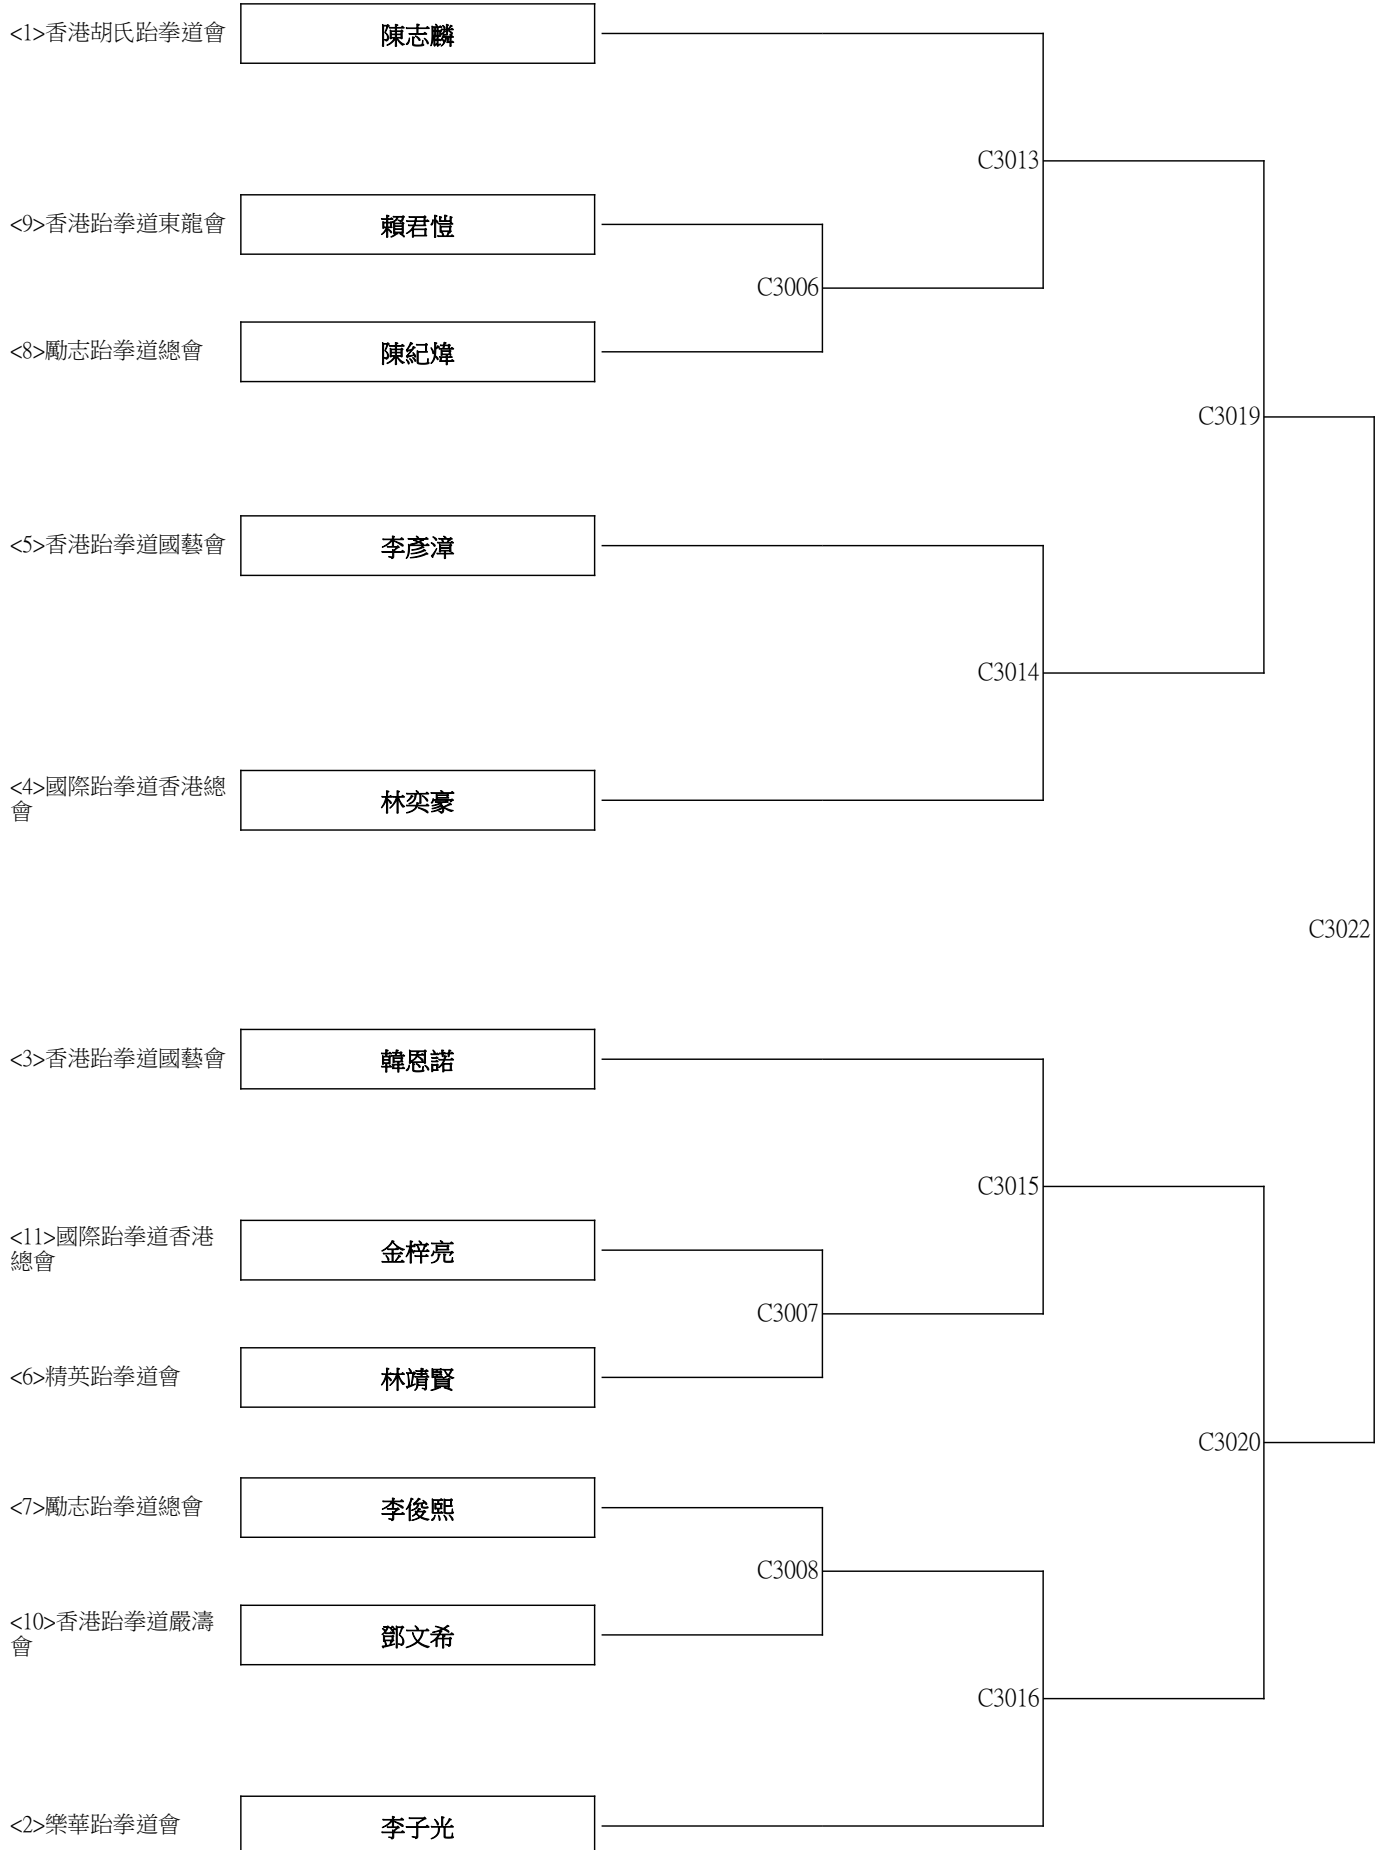 <1>香港胡氏跆拳道會
陳志麟
C3013
<9>香港跆拳道東龍會
賴君愷
C3006
<8>勵志跆拳道總會
陳紀煒
C3019
<5>香港跆拳道國藝會
李彥漳
C3014
<4>國際跆拳道香港總
會
林奕豪
C3022
<3>香港跆拳道國藝會
韓恩諾
C3015
<11>國際跆拳道香港
總會
金梓亮
C3007
<6>精英跆拳道會
林靖賢
C3020
<7>勵志跆拳道總會
李俊熙
C3008
<10>香港跆拳道嚴濤
會
鄧文希
C3016
<2>樂華跆拳道會
李子光